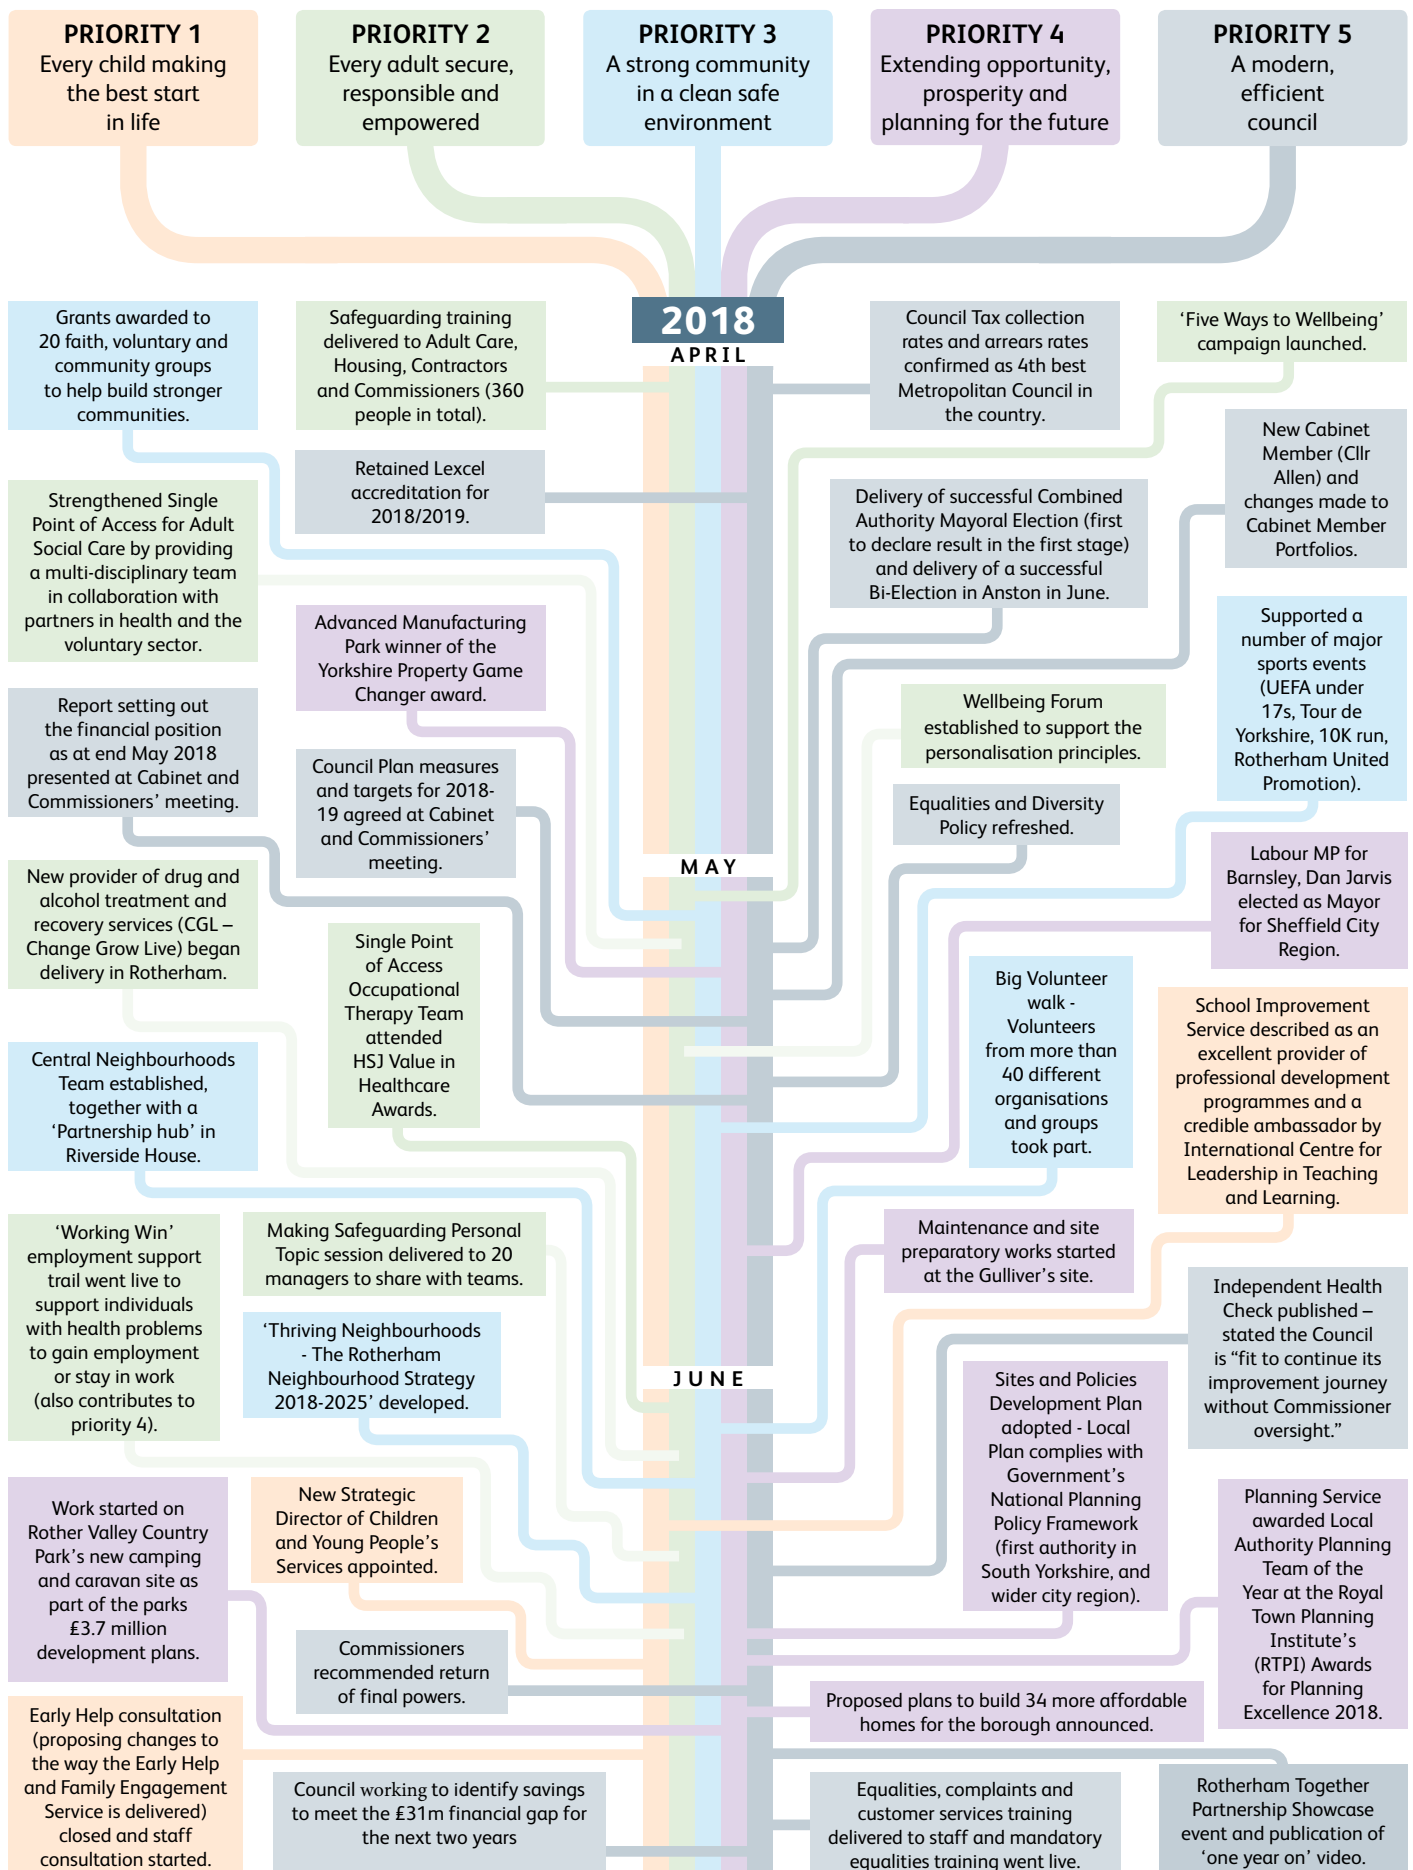 PRIORITY 1
Every child making
the best start
in life
PRIORITY 2
Every adult secure,
responsible and
empowered
PRIORITY 3
A strong community
in a clean safe
environment
PRIORITY 4
Extending opportunity,
prosperity and
planning for the future
PRIORITY 5
A modern,
efficient
council
2018
APRIL
Grants awarded to
20 faith, voluntary and
community groups
to help build stronger
communities.
Safeguarding training
delivered to Adult Care,
Housing, Contractors
and Commissioners (360
people in total).
Council Tax collection
rates and arrears rates
confirmed as 4th best
Metropolitan Council in
the country.
‘Five Ways to Wellbeing’
campaign launched.
New Cabinet
Member (Cllr
Allen) and
changes made to
Cabinet Member
Portfolios.
Retained Lexcel
accreditation for
2018/2019.
Strengthened Single
Point of Access for Adult
Social Care by providing
a multi-disciplinary team
in collaboration with
partners in health and the
voluntary sector.
Delivery of successful Combined
Authority Mayoral Election (first
to declare result in the first stage)
and delivery of a successful
Bi-Election in Anston in June.
Advanced Manufacturing
Park winner of the
Yorkshire Property Game
Changer award.
Supported a
number of major
sports events
(UEFA under
17s, Tour de
Yorkshire, 10K run,
Rotherham United
Promotion).
Report setting out
the financial position
as at end May 2018
presented at Cabinet and
Commissioners’ meeting.
Wellbeing Forum
established to support the
personalisation principles.
Council Plan measures
and targets for 2018-
19 agreed at Cabinet
and Commissioners’
meeting.
Equalities and Diversity
Policy refreshed.
MAY
Labour MP for
Barnsley, Dan Jarvis
elected as Mayor
for Sheffield City
Region.
New provider of drug and
alcohol treatment and
recovery services (CGL –
Change Grow Live) began
delivery in Rotherham.
Single Point
of Access
Occupational
Therapy Team
attended
HSJ Value in
Healthcare
Awards.
Big Volunteer
walk -
Volunteers
from more than
40 different
organisations
and groups
took part.
School Improvement
Service described as an
excellent provider of
professional development
programmes and a
credible ambassador by
International Centre for
Leadership in Teaching
and Learning.
Central Neighbourhoods
Team established,
together with a
‘Partnership hub’ in
Riverside House.
‘Working Win’
employment support
trail went live to
support individuals
with health problems
to gain employment
or stay in work
(also contributes to
priority 4).
Making Safeguarding Personal
Topic session delivered to 20
managers to share with teams.
Maintenance and site
preparatory works started
at the Gulliver’s site.
Independent Health
Check published –
stated the Council
is “fit to continue its
improvement journey
without Commissioner
oversight.”
‘Thriving Neighbourhoods
- The Rotherham
Neighbourhood Strategy
2018-2025’ developed.
JUNE
Sites and Policies
Development Plan
adopted - Local
Plan complies with
Government’s
National Planning
Policy Framework
(first authority in
South Yorkshire, and
wider city region).
Work started on
Rother Valley Country
Park’s new camping
and caravan site as
part of the parks
£3.7 million
development plans.
New Strategic
Director of Children
and Young People’s
Services appointed.
Planning Service
awarded Local
Authority Planning
Team of the
Year at the Royal
Town Planning
Institute’s
(RTPI) Awards
for Planning
Excellence 2018.
Commissioners
recommended return
of final powers.
Proposed plans to build 34 more affordable
homes for the borough announced.
Early Help consultation
(proposing changes to
the way the Early Help
and Family Engagement
Service is delivered)
closed and staff
consultation started.
Council working to identify savings
to meet the £31m financial gap for
the next two years
Equalities, complaints and
customer services training
delivered to staff and mandatory
equalities training went live.
Rotherham Together
Partnership Showcase
event and publication of
‘one year on’ video.